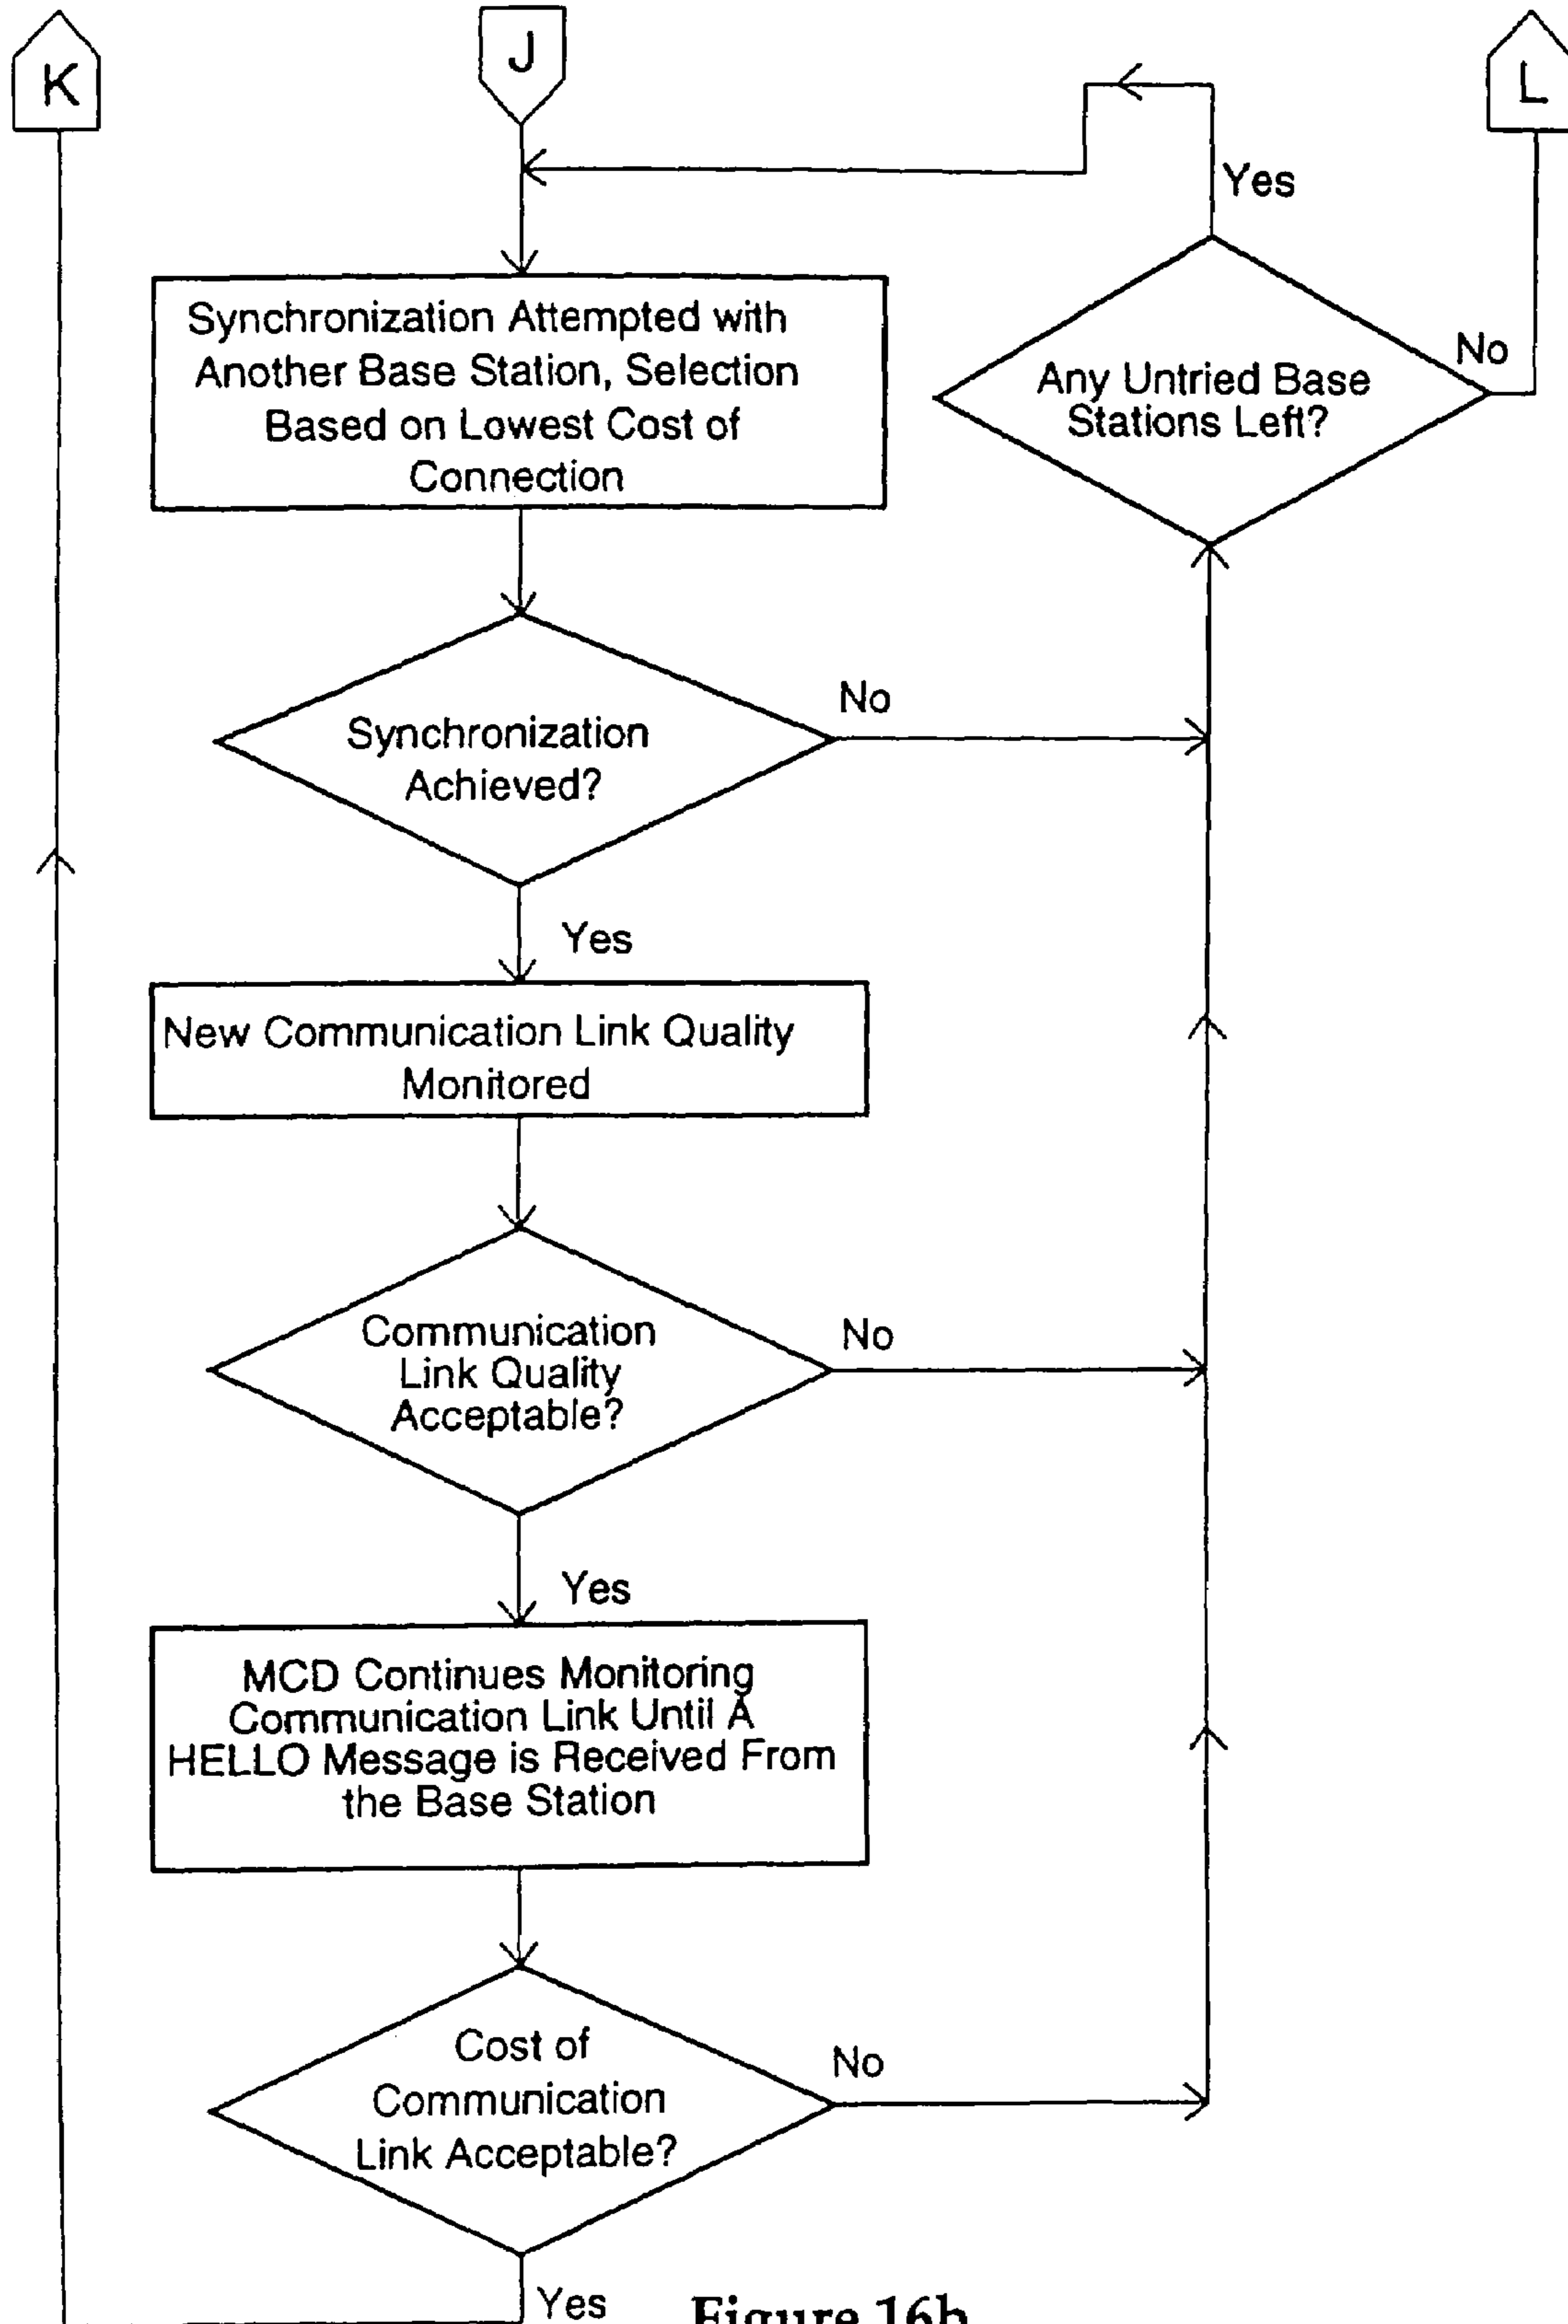 K
J
L
Yes
Synchronization Attempted with
Another Base Station, Selection
Based on Lowest Cost of
Connection
No
Any Untried Base
Stations Left?
No
Synchronization
Achieved?
Yes
New Communication Link Quality
Monitored
Communication
Link Quality
Acceptable?
No
Yes
MCD Continues Monitoring
Communication Link Until A
HELLO Message is Received From
the Base Station
Cost of
Communication
Link Acceptable?
No
Yes
Figure 16b